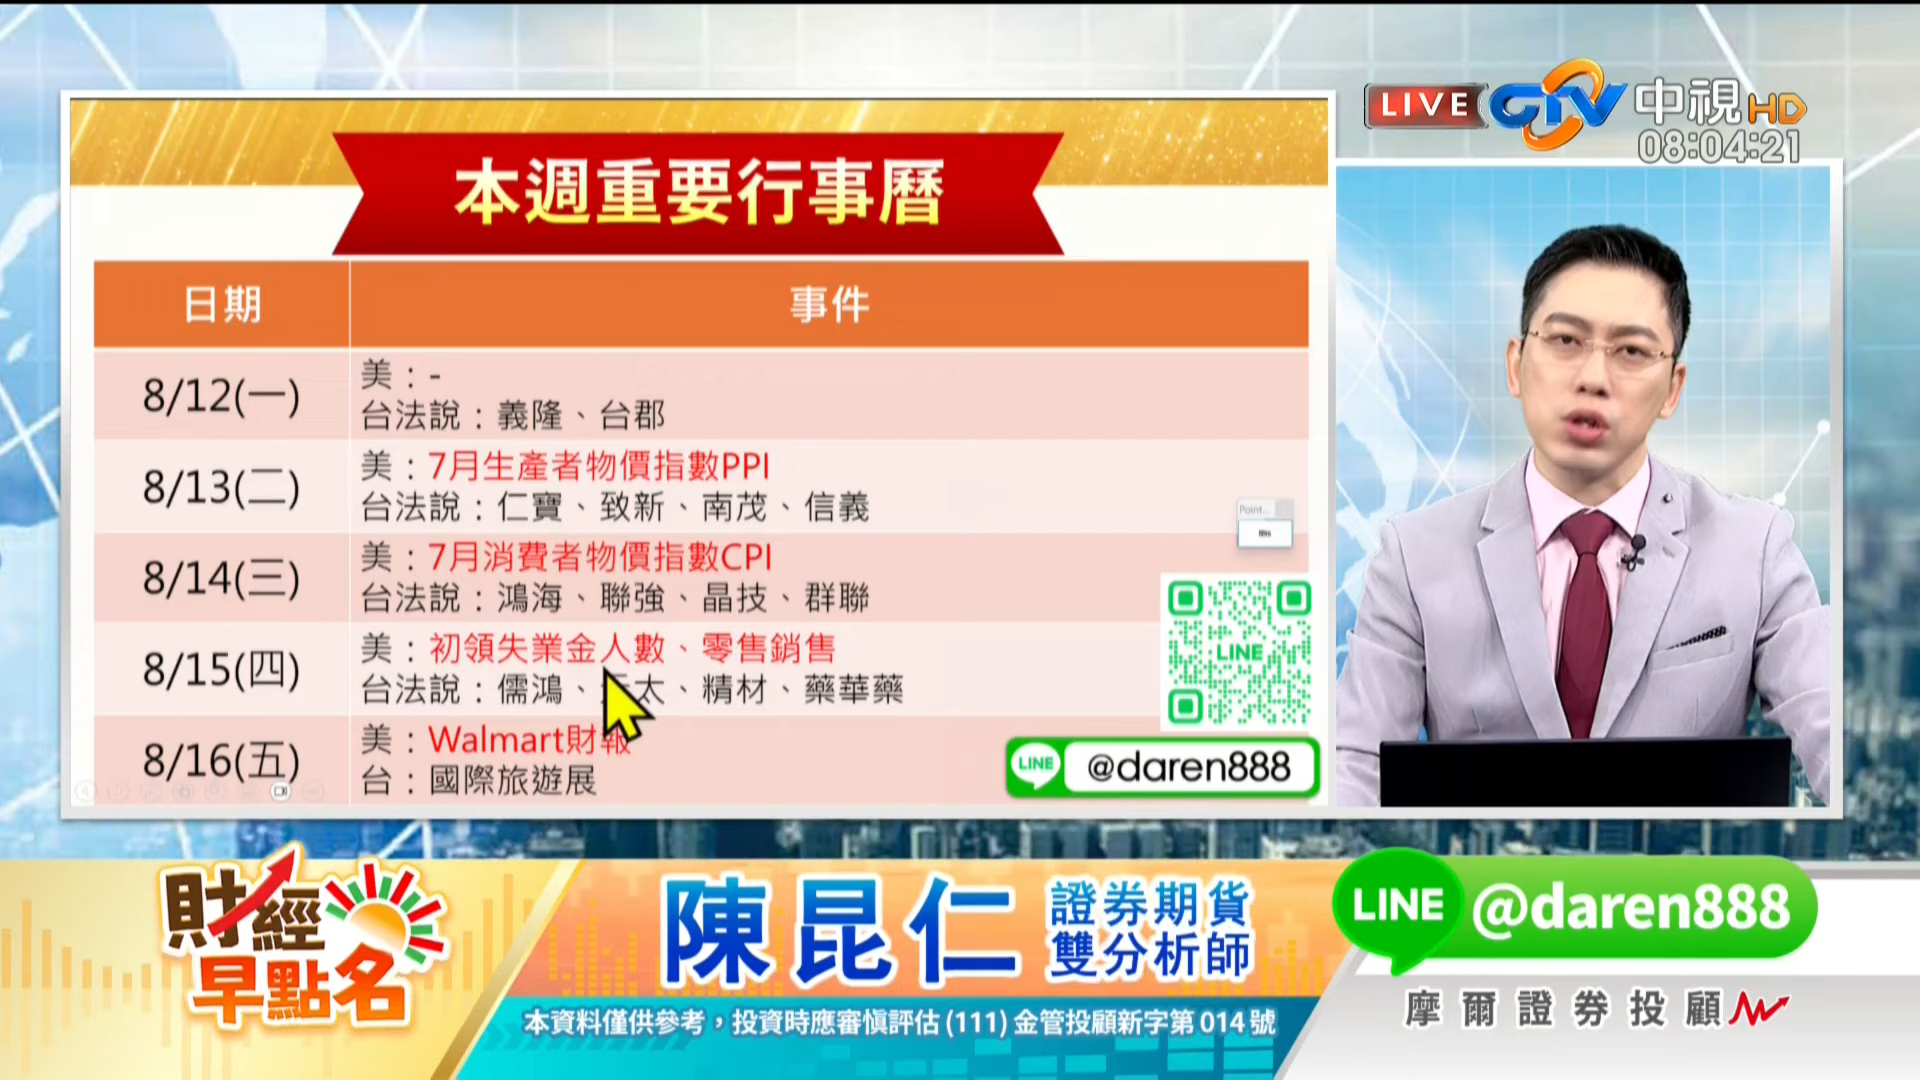 LIVE CTV 中視HD
08:04:21
本週重要行事曆
日期 事件
8/12(一)
美：-
台法說：義隆、台郡
8/13(二)
美：7月生產者物價指數PPI
台法說：仁寶、致新、南茂、信義
Point...
8/14(三)
美：7月消費者物價指數CPI
台法說：鴻海、聯強、晶技、群聯
8/15(四)
美：初領失業金人數、零售銷售
台法說：儒鴻、太、精材、藥華藥
LINE
8/16(五)
美：Walmart財報
台：國際旅遊展
LINE @daren888
財經早點名
陳昆仁
證券期貨
雙分析師
本資料僅供參考，投資時應審慎評估(111)金管投顧新字第014號
LINE @daren888
摩爾證券投顧